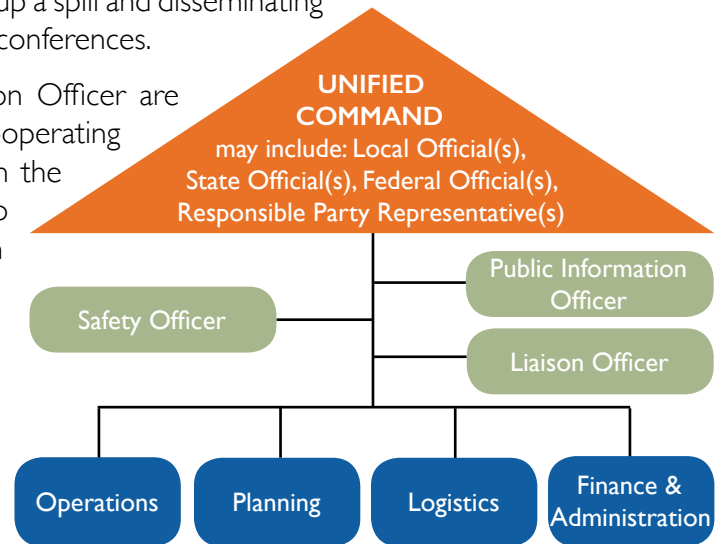 up a spill and disseminating
conferences.
on Officer are
operating
the
UNIFIED
COMMAND
may include: Local Official(s),
State Official(s), Federal Official(s),
Responsible Party Representative(s)
Public Information
Officer
Safety Officer
Liaison Officer
Operations
Planning
Logistics
Finance &
Administration